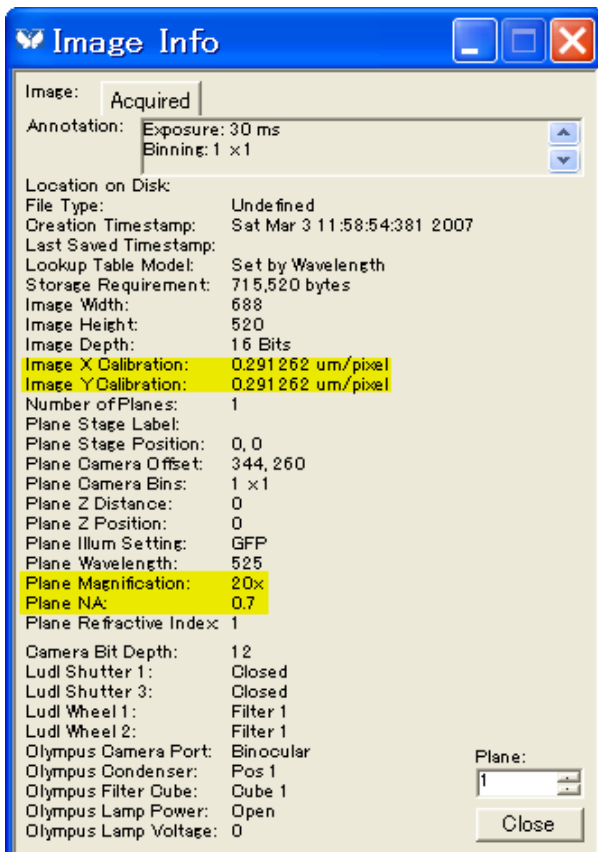 Image Info
Image: Acquired
Annotation: Exposure: 30 ms
Binning: 1 x1
Location on Disk:
File Type: Undefined
Creation Timestamp: Sat Mar 3 11:58:54:381 2007
Last Saved Timestamp:
Lookup Table Model: Set by Wavelength
Storage Requirement: 715,520 bytes
Image Width: 688
Image Height: 520
Image Depth: 16 Bits
Image X Calibration: 0.291262 um/pixel
Image Y Calibration: 0.291262 um/pixel
Number of Planes: 1
Plane Stage Label:
Plane Stage Position: 0, 0
Plane Camera Offset: 344, 260
Plane Camera Bins: 1 x1
Plane Z Distance: 0
Plane Z Position: 0
Plane Illum Setting: GFP
Plane Wavelength: 525
Plane Magnification: 20x
Plane NA: 0.7
Plane Refractive Index: 1
Camera Bit Depth: 12
Ludl Shutter 1: Closed
Ludl Shutter 3: Closed
Ludl Wheel 1: Filter 1
Ludl Wheel 2: Filter 1
Olympus Camera Port: Binocular
Olympus Condenser: Pos 1
Olympus Filter Cube: Cube 1
Olympus Lamp Power: Open
Olympus Lamp Voltage: 0
Plane:
1
Close